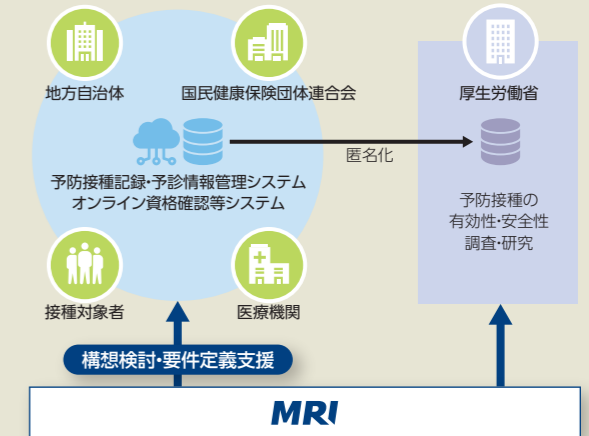 地方自治体
国民健康保険団体連合会
厚生労働省
匿名化
予防接種記録・予診情報管理システム
オンライン資格確認等システム
予防接種の
有効性・安全性
調査・研究
接種対象者
医療機関
構想検討・要件定義支援
MRI